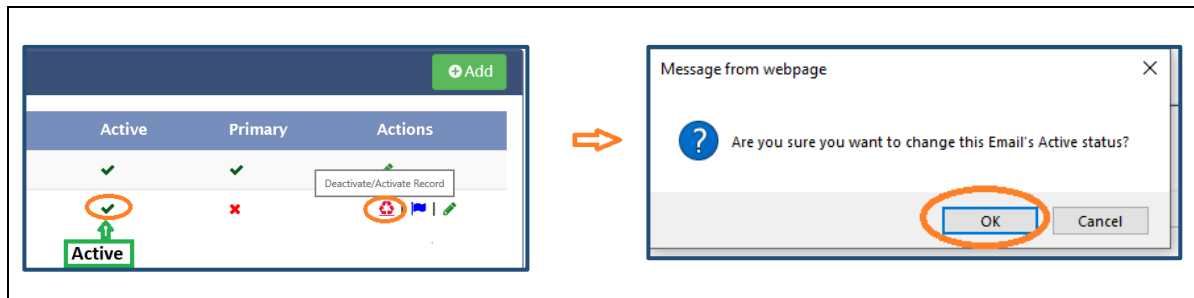 Add
Active Primary Actions
Deactivate/Activate Record
Active
Message from webpage
Are you sure you want to change this Email's Active status?
OK Cancel